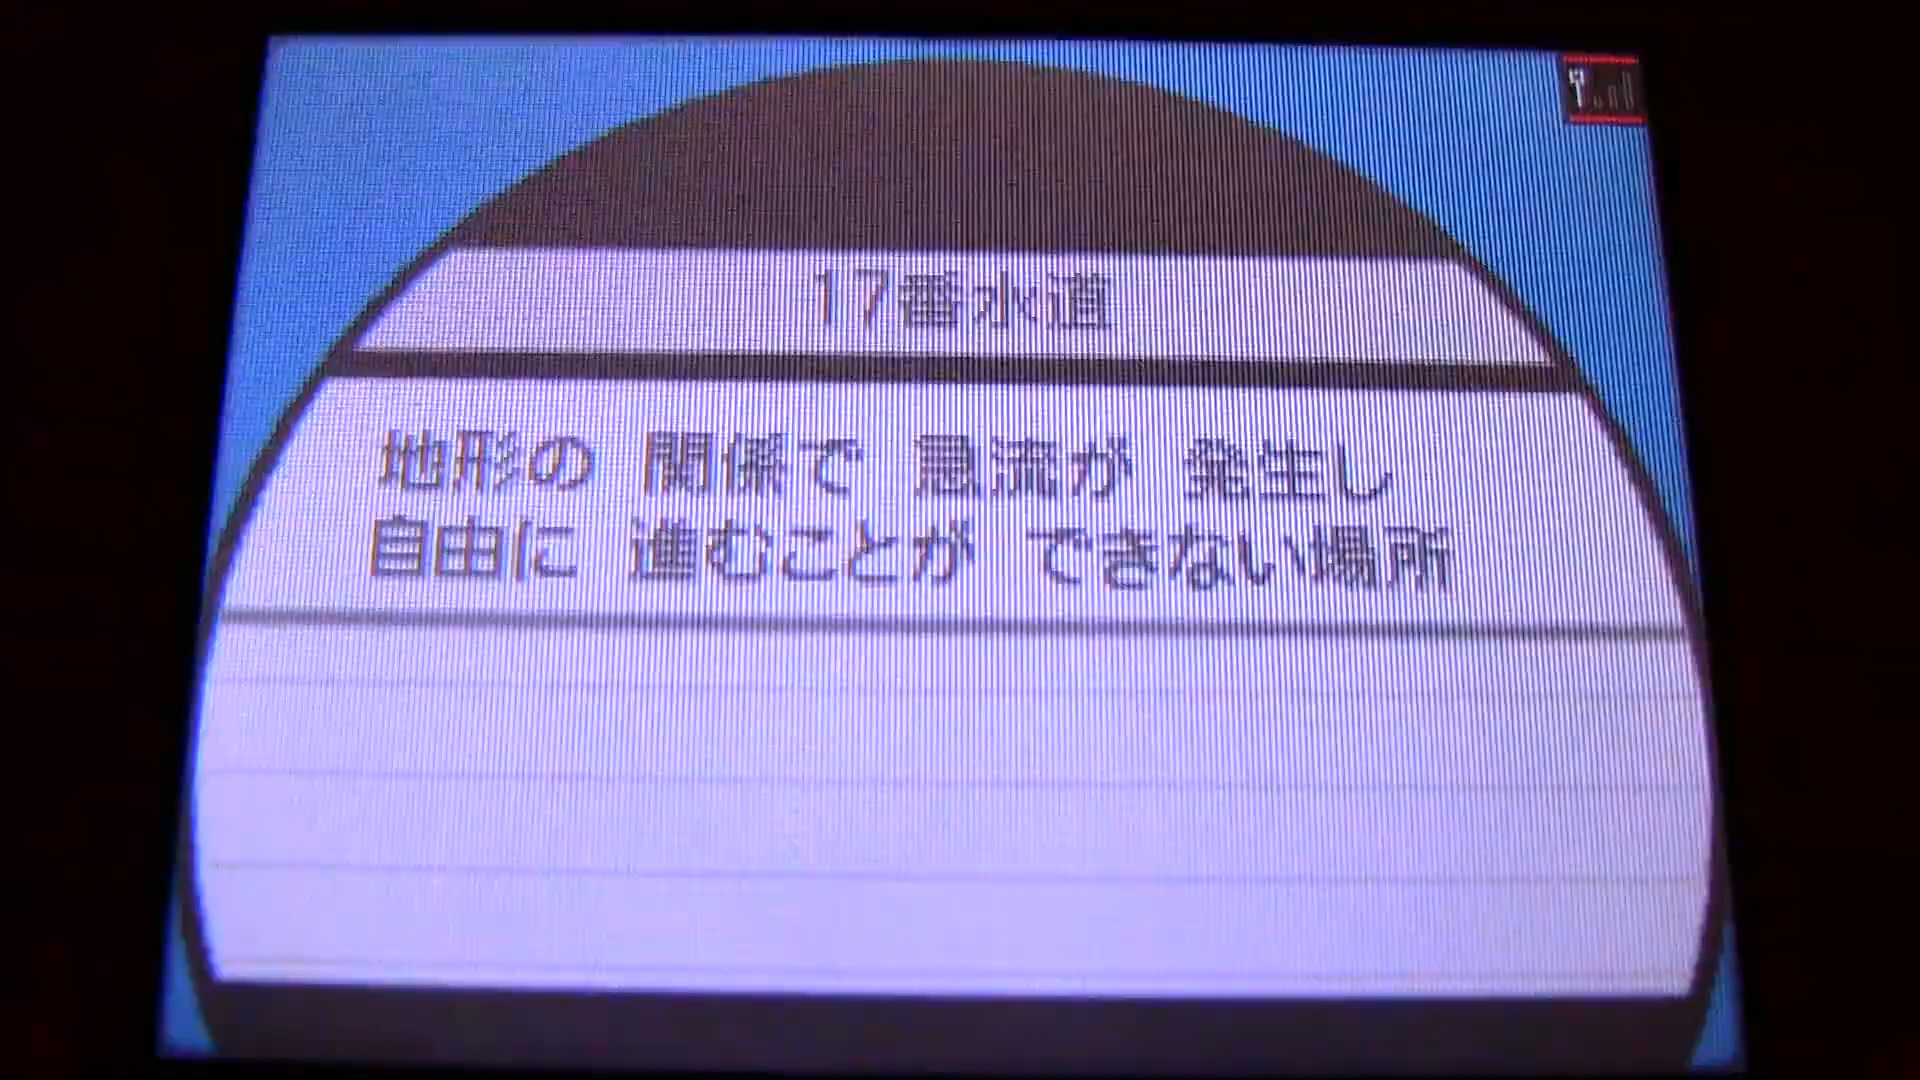 17番水道
地形の 関係で 急流が 発生し
自由に 進むことが できない場所